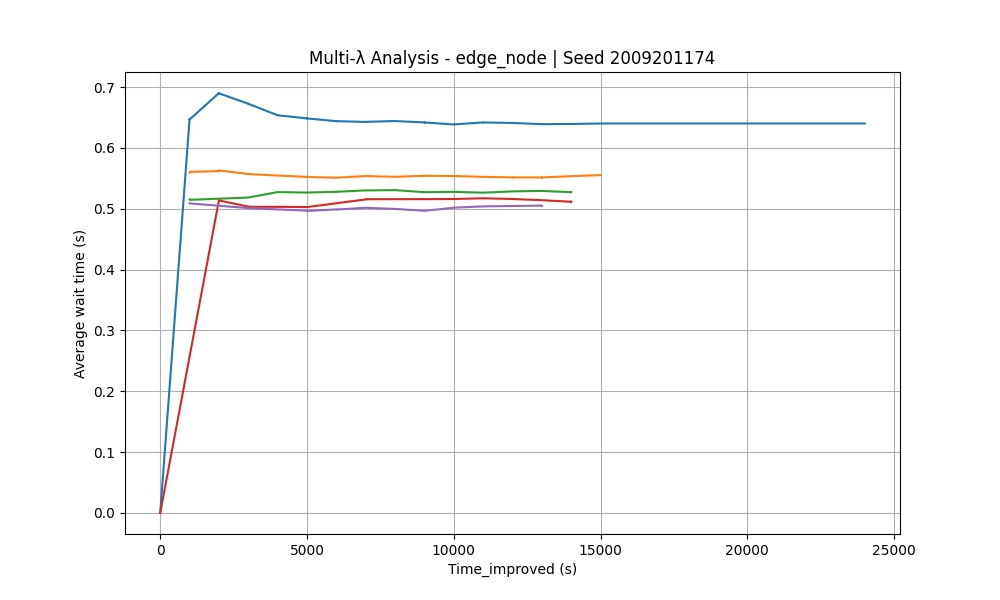 Multi-λ Analysis - edge_node | Seed 2009201174
Average wait time (s)
0.7
0.6
0.5
0.4
0.3
0.2
0.1
0.0
0 5000 10000 15000 20000 25000
Time_improved (s)